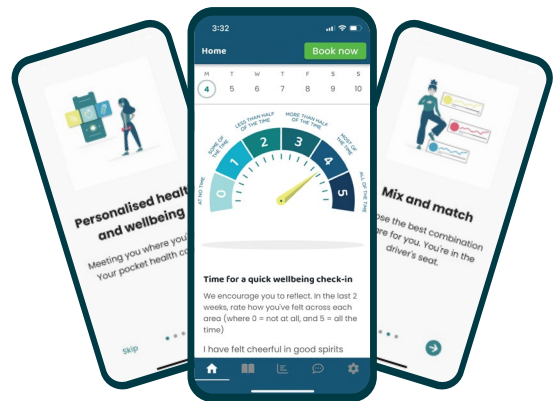 Personalised healt
and wellbeing
Meeting you where you'
Your pocket health co
Skip
3:32
Home
Book now
M T W T F S S
4 5 6 7 8 9 10
AT NO TIME
SOME OF
THE TIME
LESS THAN HALF
OF THE TIME
MORE THAN HALF
OF THE TIME
MOST OF
THE TIME
ALL OF THE TIME
0
1
2
3
4
5
Time for a quick wellbeing check-in
We encourage you to reflect. In the last 2
weeks, rate how you've felt across each
area (where 0 = not at all, and 5 = all the
time)
I have felt cheerful in good spirits
Mix and match
ose the best combination
are for you. You're in the
driver's seat.